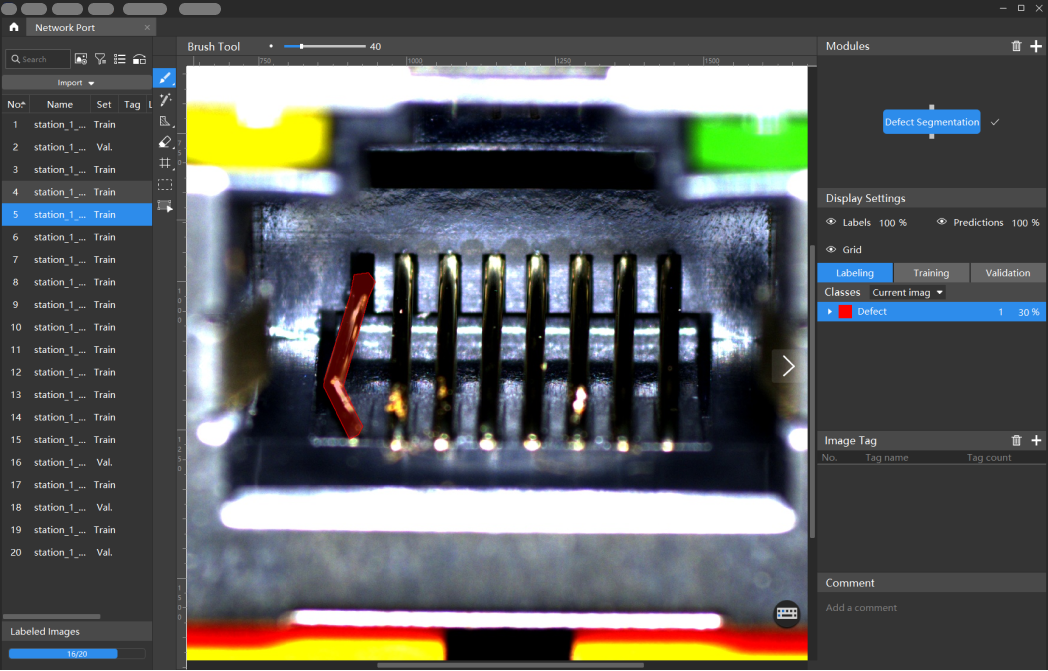 Network Port ×
Search
Import
No. Name Set Tag L
1 station_1_... Train
2 station_1_... Val.
3 station_1_... Train
4 station_1_... Train
5 station_1_... Train
6 station_1_... Train
7 station_1_... Train
8 station_1_... Train
9 station_1_... Train
10 station_1_... Train
11 station_1_... Train
12 station_1_... Train
13 station_1_... Train
14 station_1_... Train
15 station_1_... Train
16 station_1_... Val.
17 station_1_... Train
18 station_1_... Val.
19 station_1_... Train
20 station_1_... Val.
Labeled Images
16/20
Brush Tool 40
750 1000 1250 1500
Modules
Defect Segmentation
Display Settings
Labels 100 % Predictions 100 %
Grid
Labeling Training Validation
Classes Current imag
Defect 1 30 %
Image Tag
No. Tag name Tag count
Comment
Add a comment